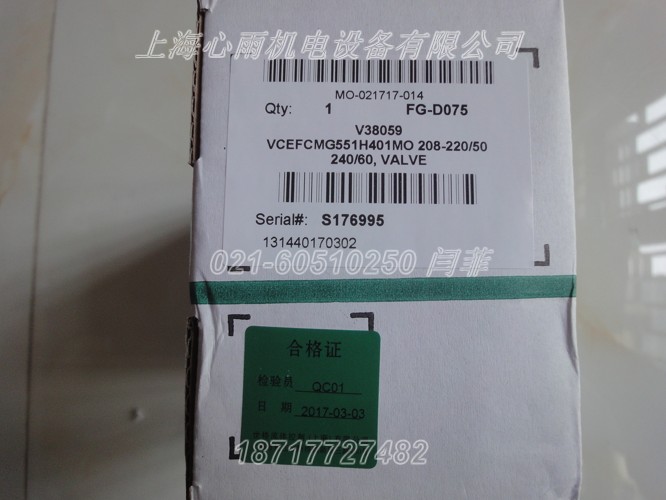 上海心雨机电设备有限公司
MO-021717-014
Qty: 1 FG-D075
V38059
VCEFCMG551H401MO 208-220/50
240/60, VALVE
Serial#: S176995
131440170302
021-60510250 闫菲
合格证
检验员 QC01
日期 2017-03-03
18717727482